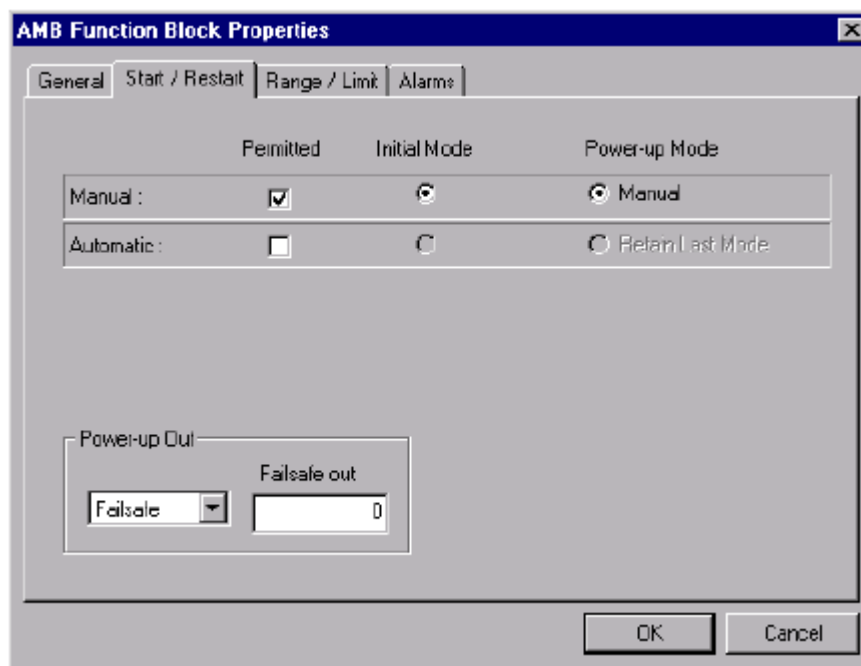 AMB Function Block Properties
General Start / Restart Range / Limit Alarms
Permitted Initial Mode Power-up Mode
Manual : Manual
Automatic : Retain Last Mode
Power-up Out
Failsafe out
Failsafe 0
OK Cancel